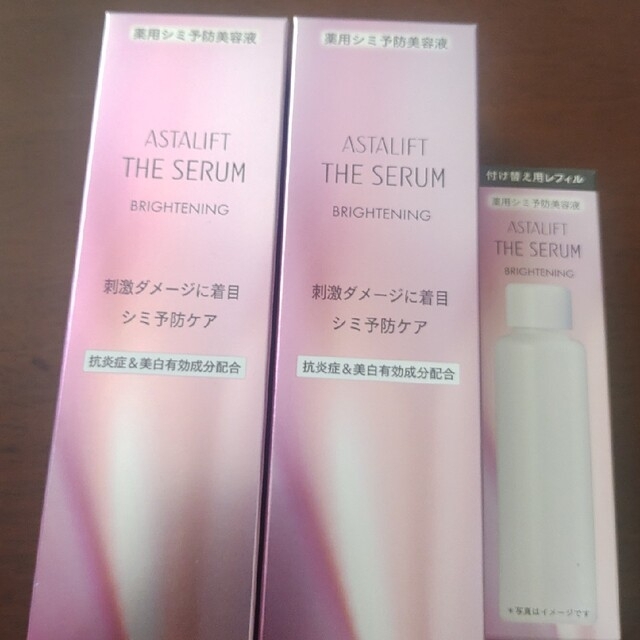 薬用シミ予防美容液
ASTALIFT
THE SERUM
BRIGHTENING
刺激ダメージに着目
シミ予防ケア
抗炎症&美白有効成分配合
薬用シミ予防美容液
ASTALIFT
THE SERUM
BRIGHTENING
刺激ダメージに着目
シミ予防ケア
抗炎症&美白有効成分配合
付け替え用レフィル
薬用シミ予防美容液
ASTALIFT
THE SERUM
BRIGHTENING
*写真はイメージです